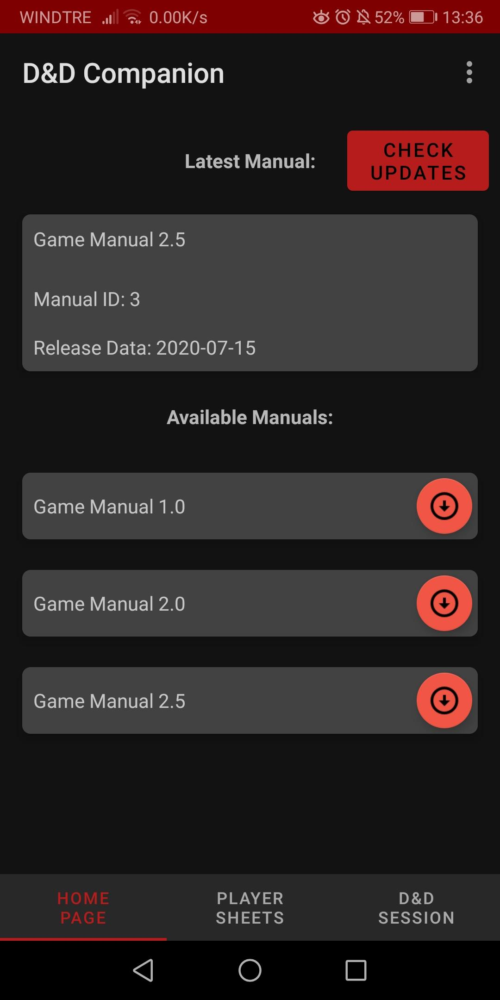 WINDTRE 0.00K/s 52% 13:36
D&D Companion
Latest Manual:
CHECK
UPDATES
Game Manual 2.5
Manual ID: 3
Release Data: 2020-07-15
Available Manuals:
Game Manual 1.0
Game Manual 2.0
Game Manual 2.5
HOME
PAGE
PLAYER
SHEETS
D&D
SESSION